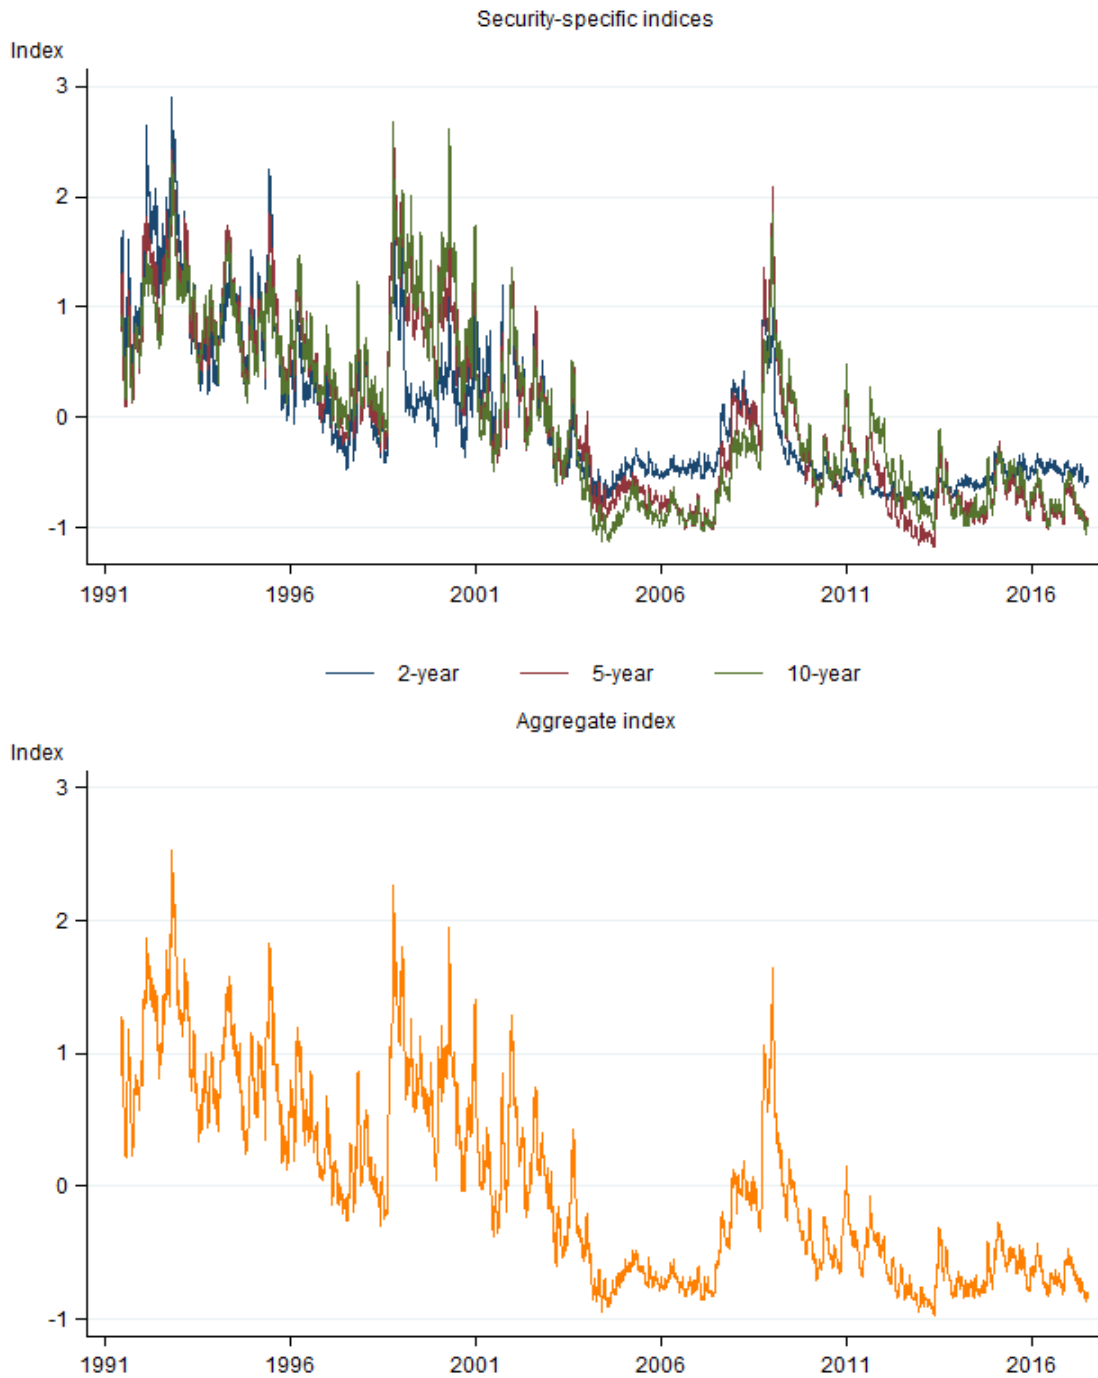 Security-specific indices
Index
3
2
1
0
-1
1991 1996 2001 2006 2011 2016
2-year 5-year 10-year
Aggregate index
Index
3
2
1
0
-1
1991 1996 2001 2006 2011 2016